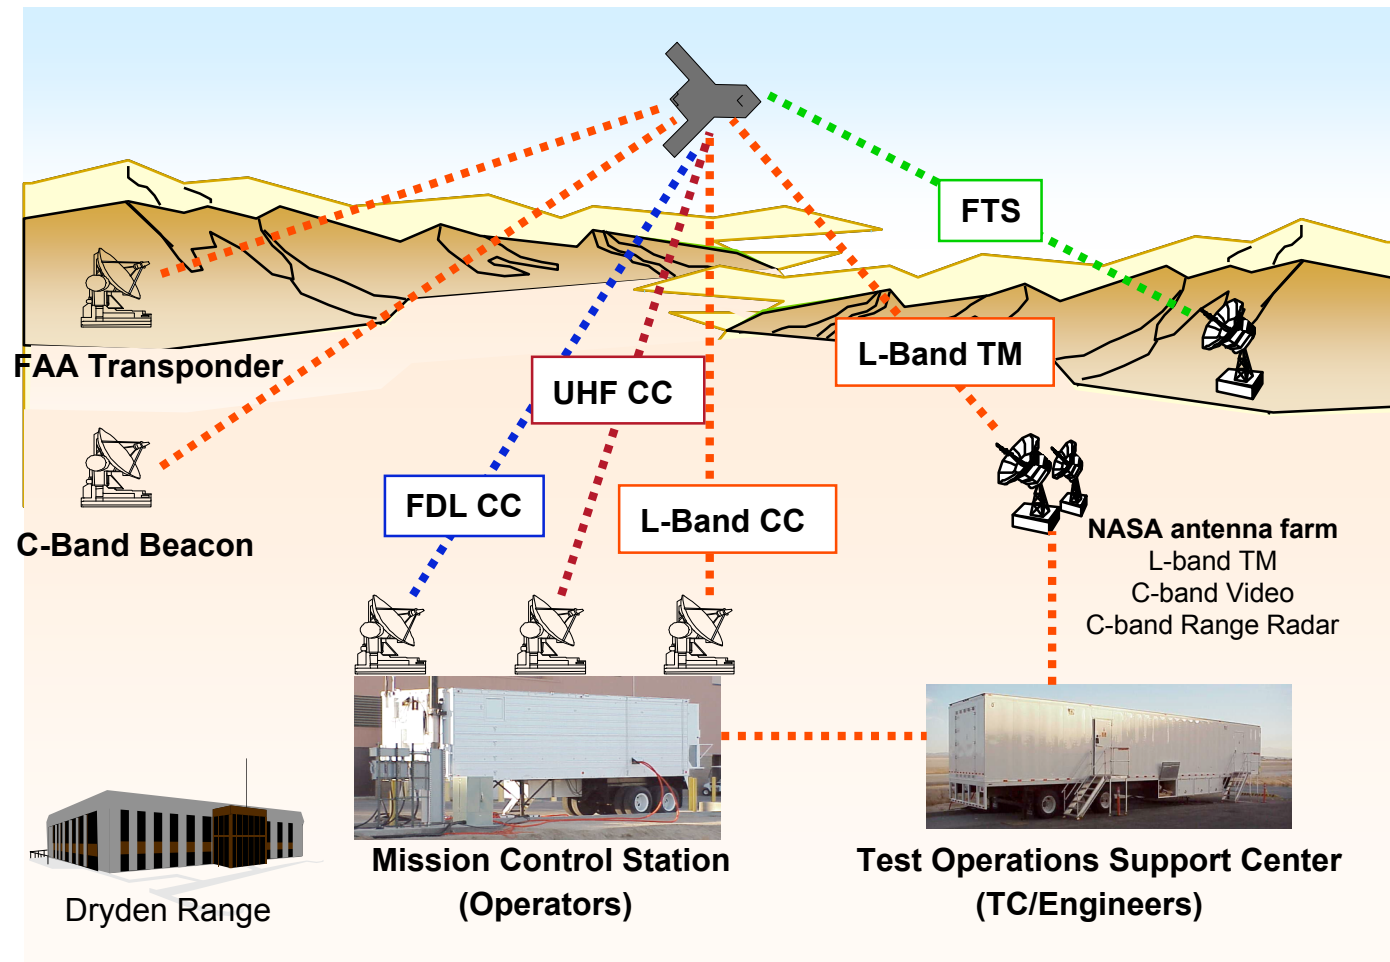 FTS
L-Band TM
FAA Transponder
UHF CC
FDL CC
L-Band CC
C-Band Beacon
NASA antenna farm
L-band TM
C-band Video
C-band Range Radar
Mission Control Station
(Operators)
Test Operations Support Center
(TC/Engineers)
Dryden Range